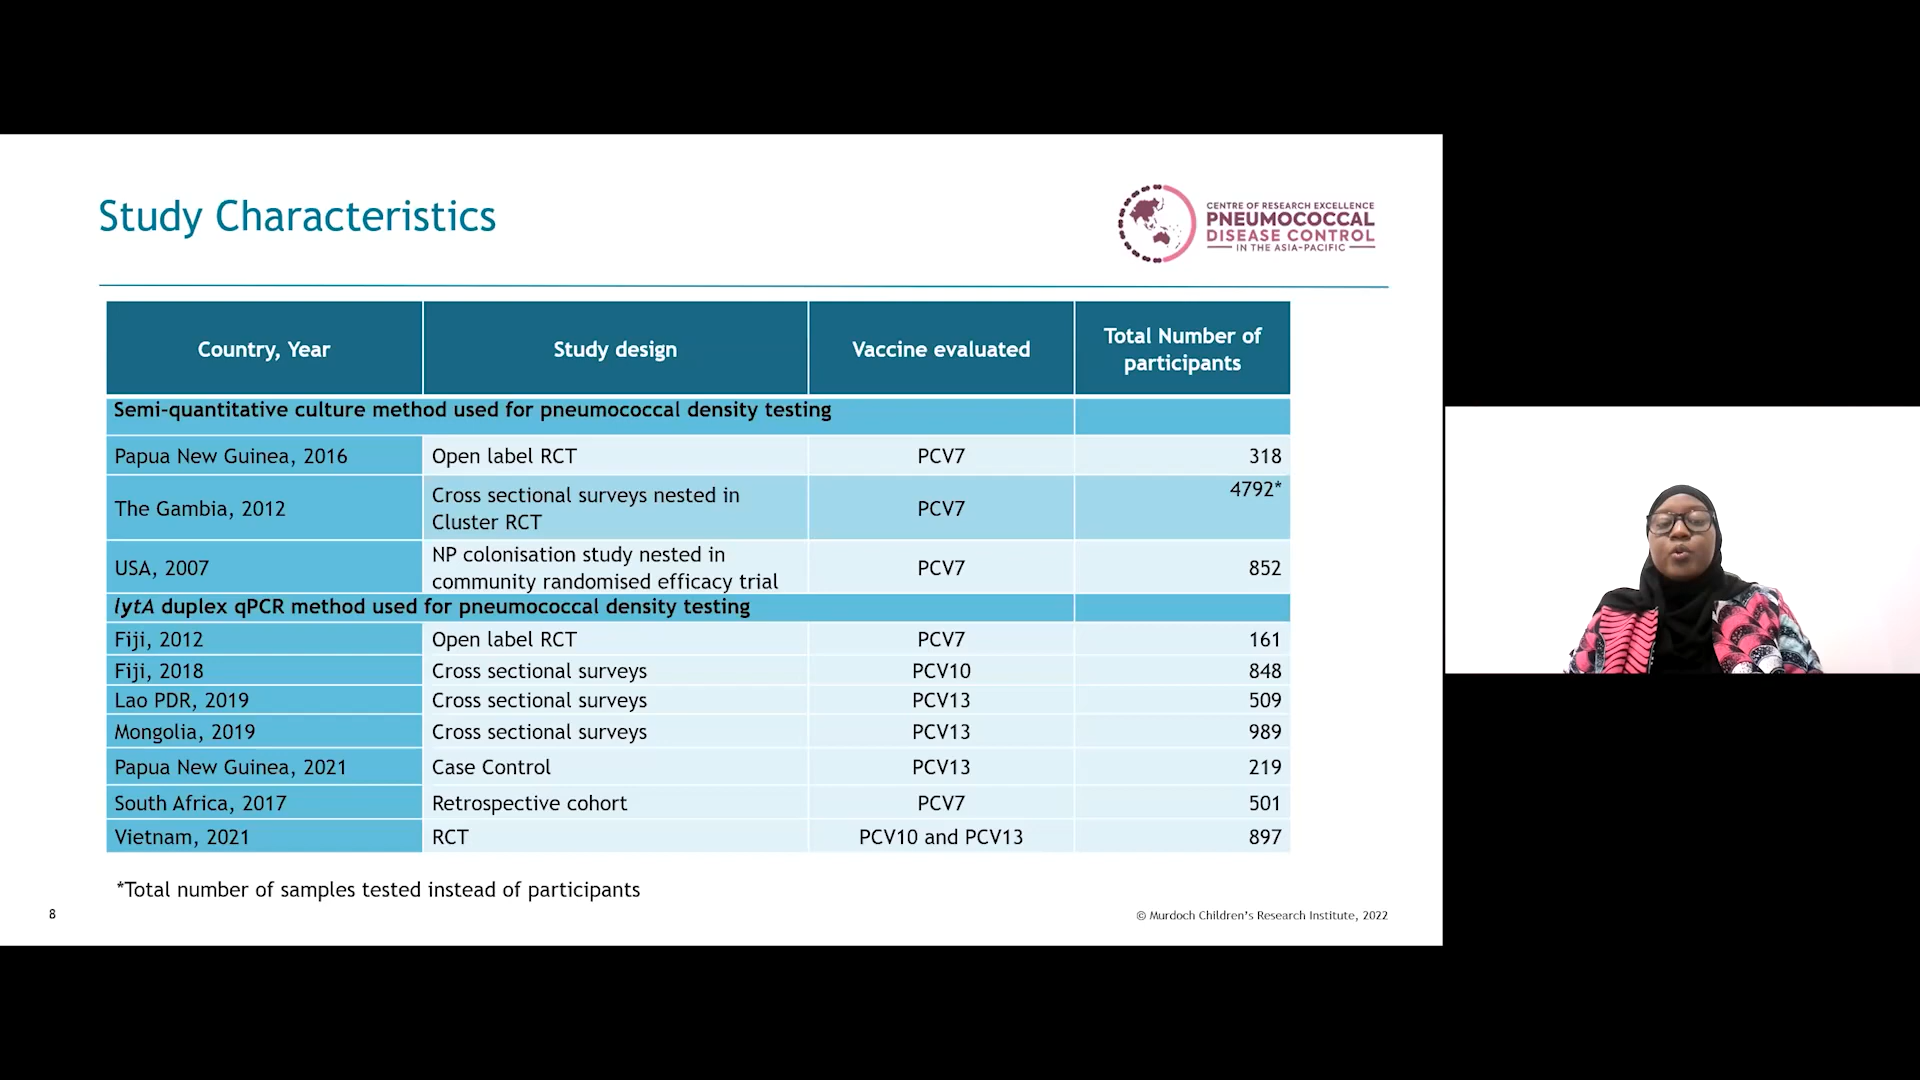 Study Characteristics
CENTRE OF RESEARCH EXCELLENCE
PNEUMOCOCCAL
DISEASE CONTROL
IN THE ASIA-PACIFIC
Country, Year
Study design
Vaccine evaluated
Total Number of
participants
Semi-quantitative culture method used for pneumococcal density testing
Papua New Guinea, 2016
Open label RCT
PCV7
318
The Gambia, 2012
Cross sectional surveys nested in
Cluster RCT
PCV7
4792*
USA, 2007
NP colonisation study nested in
community randomised efficacy trial
PCV7
852
lytA duplex qPCR method used for pneumococcal density testing
Fiji, 2012
Open label RCT
PCV7
161
Fiji, 2018
Cross sectional surveys
PCV10
848
Lao PDR, 2019
Cross sectional surveys
PCV13
509
Mongolia, 2019
Cross sectional surveys
PCV13
989
Papua New Guinea, 2021
Case Control
PCV13
219
South Africa, 2017
Retrospective cohort
PCV7
501
Vietnam, 2021
RCT
PCV10 and PCV13
897
*Total number of samples tested instead of participants
8
© Murdoch Children's Research Institute, 2022